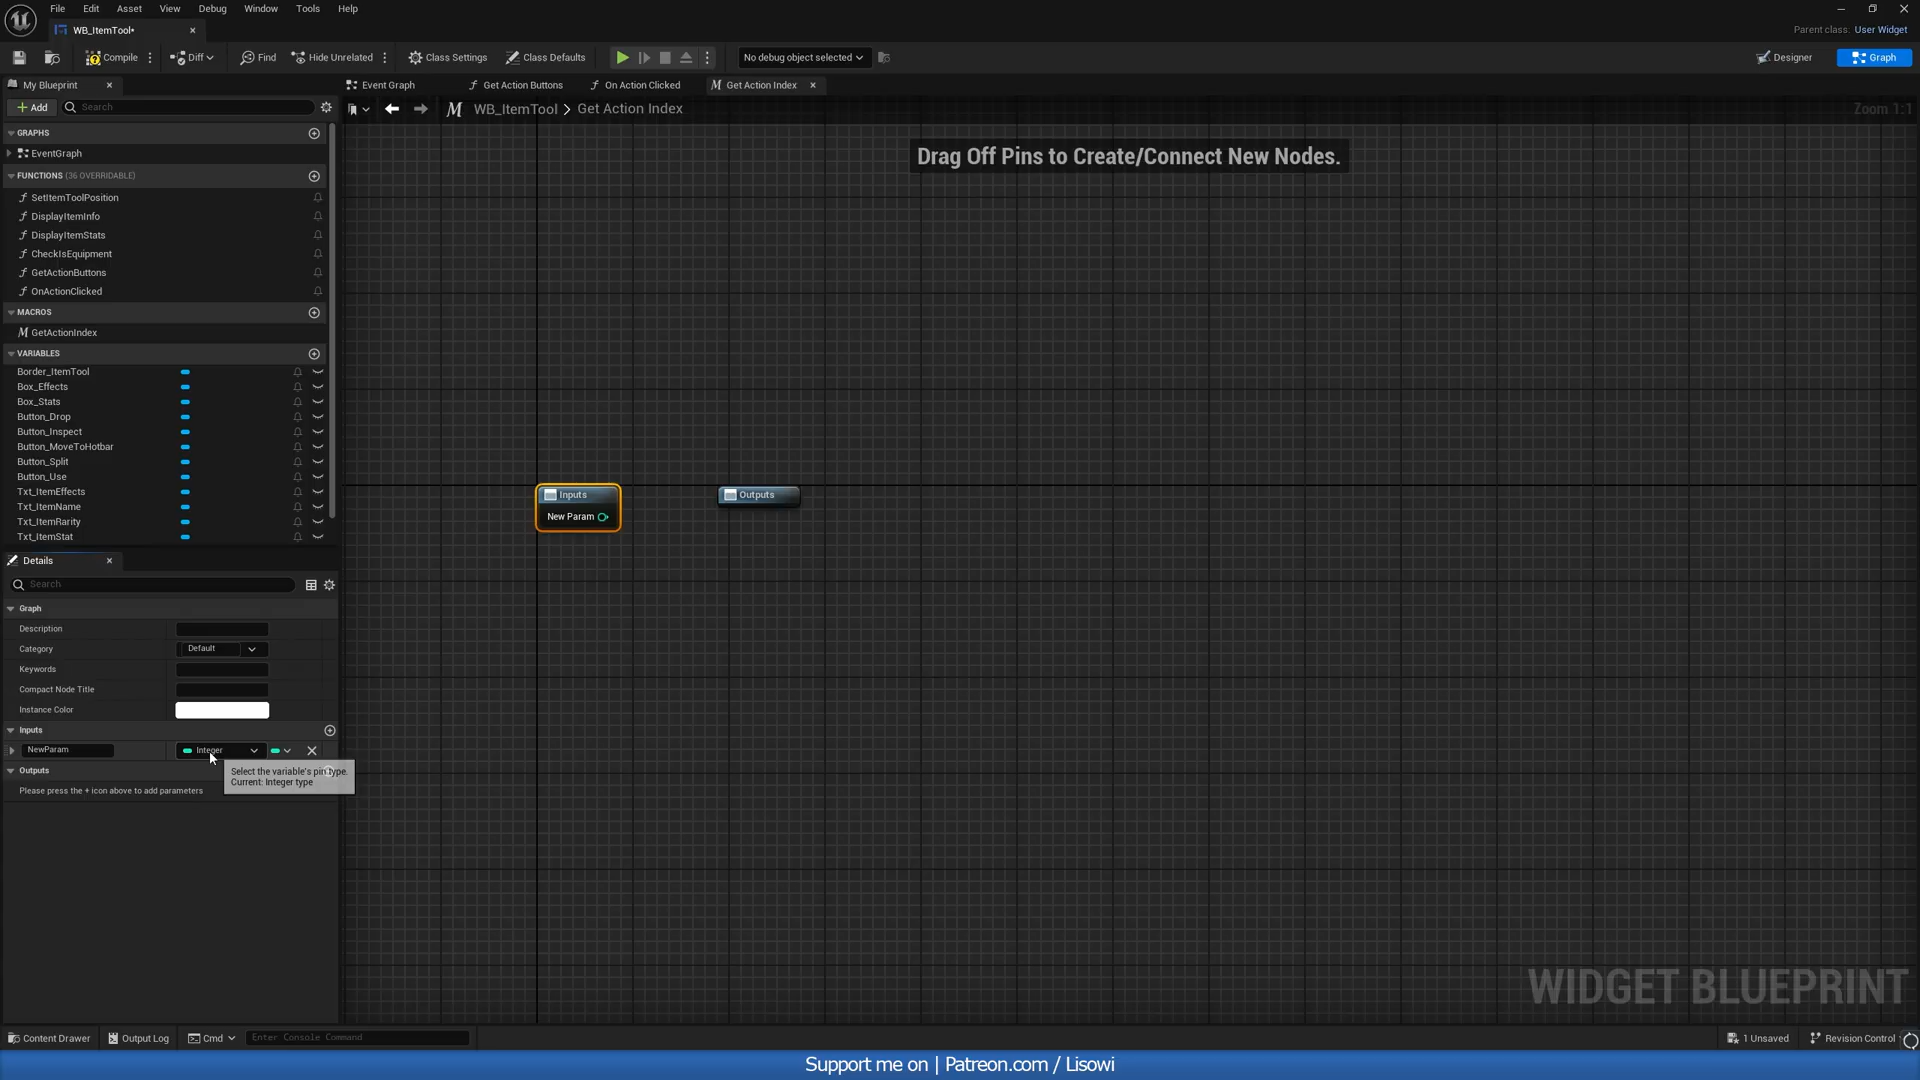 File Edit Asset View Debug Window Tools Help
WB_ItemTool*
Parent class: User Widget
Compile Diff Find Hide Unrelated Class Settings Class Defaults No debug object selected Designer Graph
My Blueprint Event Graph Get Action Buttons On Action Clicked Get Action Index
Add Search WB_ItemTool > Get Action Index Zoom 1:1
GRAPHS
EventGraph
FUNCTIONS (36 OVERRIDABLE)
SetItemToolPosition
DisplayItemInfo
DisplayItemStats
CheckIsEquipment
GetActionButtons
OnActionClicked
MACROS
GetActionIndex
VARIABLES
Border_ItemTool
Box_Effects
Box_Stats
Button_Drop
Button_Inspect
Button_MoveToHotbar
Button_Split
Button_Use
Txt_ItemEffects
Txt_ItemName
Txt_ItemRarity
Txt_ItemStat
Drag Off Pins to Create/Connect New Nodes.
Inputs
New Param
Outputs
Details
Search
Graph
Description
Category Default
Keywords
Compact Node Title
Instance Color
Inputs
NewParam Integer
Outputs
Select the variable's pin type.
Current: Integer type
Please press the + icon above to add parameters
WIDGET BLUEPRINT
Content Drawer Output Log Cmd Enter Console Command 1 Unsaved Revision Control
Support me on | Patreon.com / Lisowi